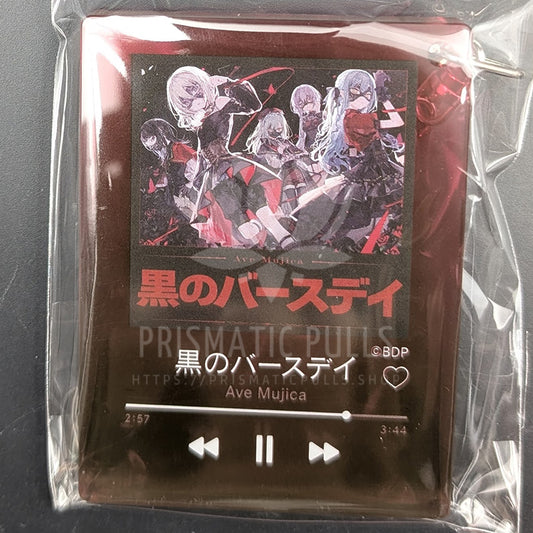 Ave Mujica
黒のバースデイ
PRISMATIC PULLS
©BDP
黒のバースデイ
HTTPS://PRISMATICPULLS.SHOP
Ave Mujica
2:57
3:44